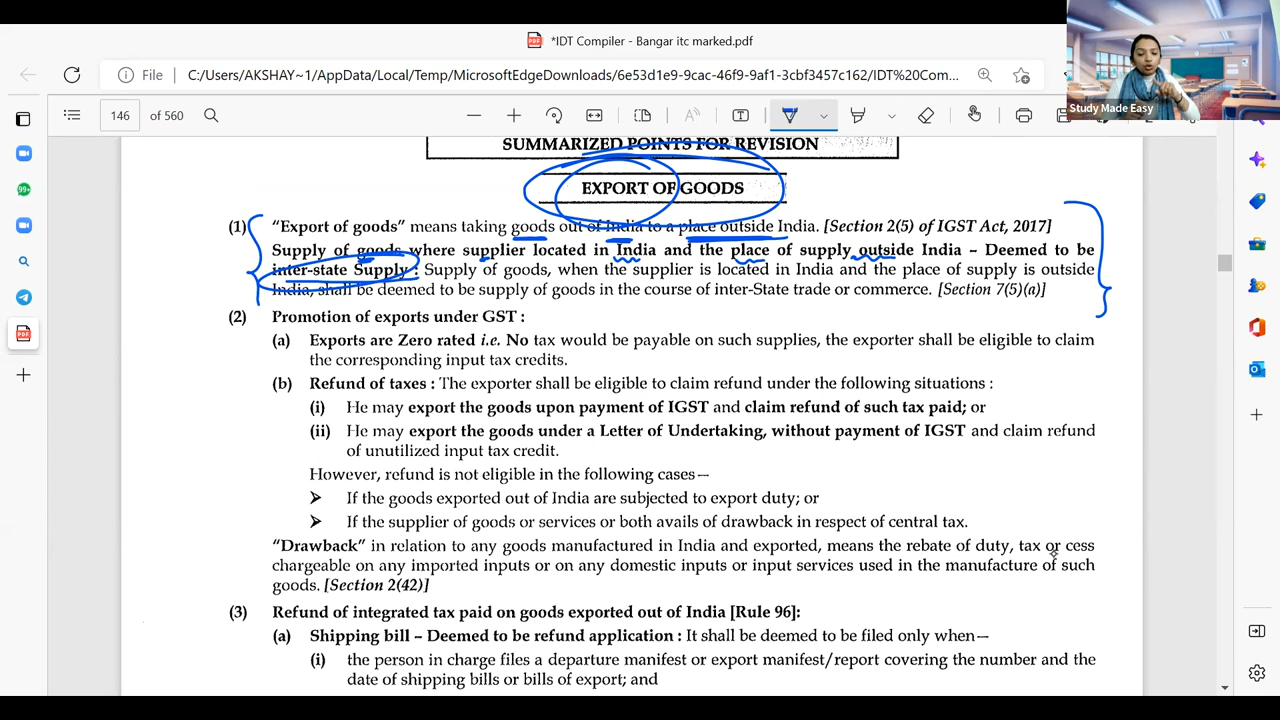 *IDT Compiler - Bangar itc marked.pdf
File C:/Users/AKSHAY~1/AppData/Local/Temp/MicrosoftEdgeDownloads/6e53d1e9-9cac-46f9-9af1-3cbf3457c162/IDT%20Com...
Study Made Easy
146 of 560
SUMMARIZED POINTS FOR REVISION
EXPORT OF GOODS
(1) "Export of goods" means taking goods out of India to a place outside India. [Section 2(5) of IGST Act, 2017]
Supply of goods where supplier located in India and the place of supply outside India – Deemed to be
inter-state Supply : Supply of goods, when the supplier is located in India and the place of supply is outside
India, shall be deemed to be supply of goods in the course of inter-State trade or commerce. [Section 7(5)(a)]
(2) Promotion of exports under GST :
(a) Exports are Zero rated i.e. No tax would be payable on such supplies, the exporter shall be eligible to claim
the corresponding input tax credits.
(b) Refund of taxes : The exporter shall be eligible to claim refund under the following situations :
(i) He may export the goods upon payment of IGST and claim refund of such tax paid; or
(ii) He may export the goods under a Letter of Undertaking, without payment of IGST and claim refund
of unutilized input tax credit.
However, refund is not eligible in the following cases—
➢ If the goods exported out of India are subjected to export duty; or
➢ If the supplier of goods or services or both avails of drawback in respect of central tax.
"Drawback" in relation to any goods manufactured in India and exported, means the rebate of duty, tax or cess
chargeable on any imported inputs or on any domestic inputs or input services used in the manufacture of such
goods. [Section 2(42)]
(3) Refund of integrated tax paid on goods exported out of India [Rule 96]:
(a) Shipping bill – Deemed to be refund application : It shall be deemed to be filed only when—
(i) the person in charge files a departure manifest or export manifest/report covering the number and the
date of shipping bills or bills of export; and